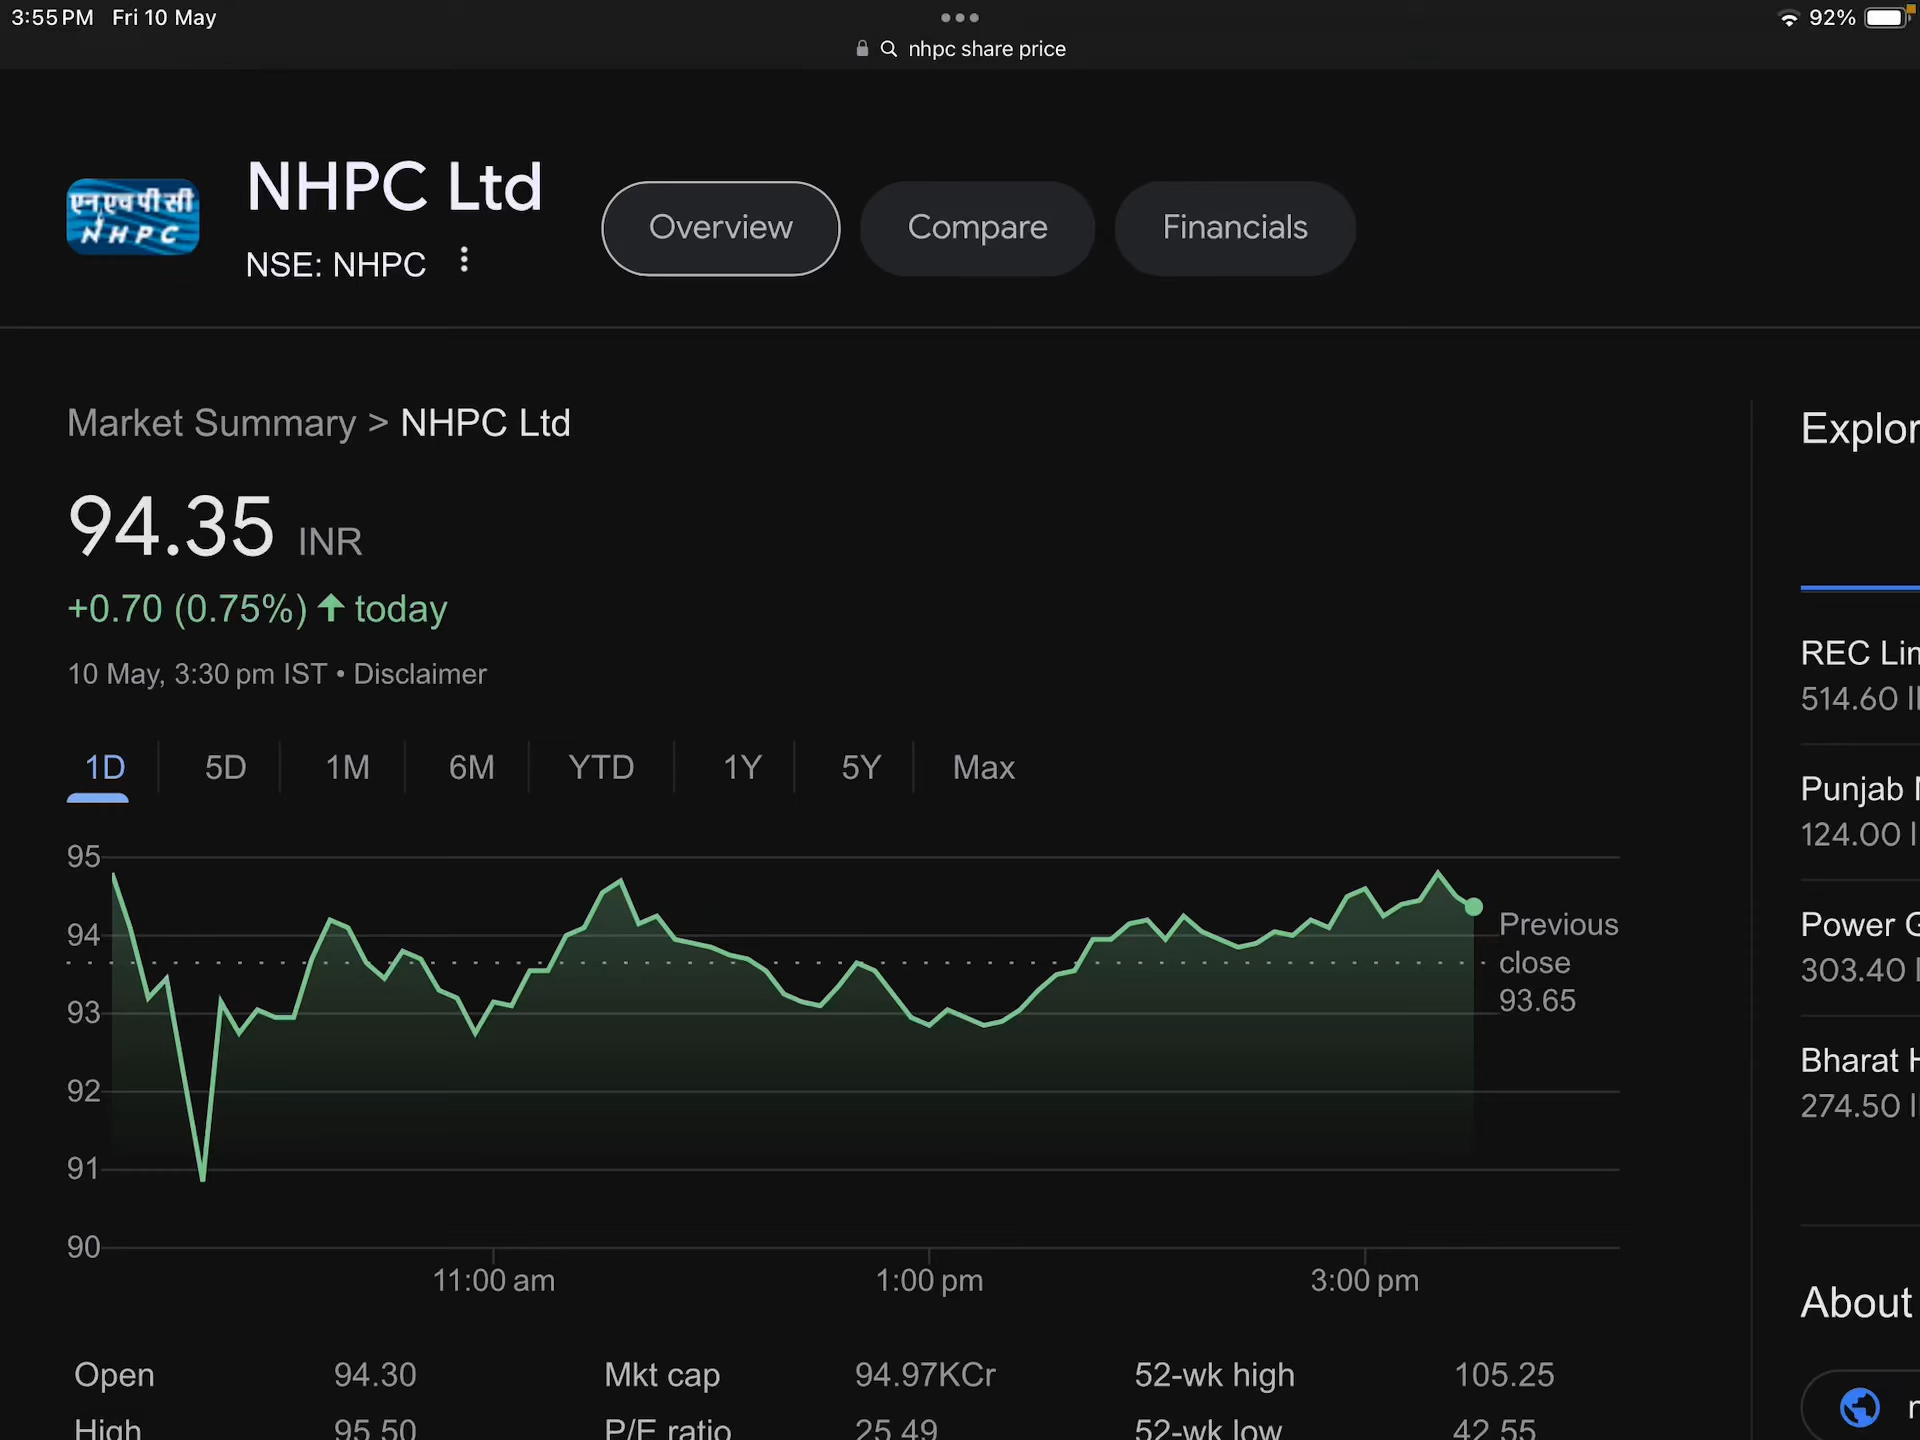 3:55 PM Fri 10 May
92%
nhpc share price
एनएचपीसी
NHPC
NHPC Ltd
NSE: NHPC
Overview
Compare
Financials
Market Summary > NHPC Ltd
94.35 INR
+0.70 (0.75%) today
10 May, 3:30 pm IST • Disclaimer
1D 5D 1M 6M YTD 1Y 5Y Max
95
94
93
92
91
90
Previous
close
93.65
11:00 am 1:00 pm 3:00 pm
Open 94.30 Mkt cap 94.97KCr 52-wk high 105.25
High 95.50 P/E ratio 25.49 52-wk low 42.55
Explor
REC Lim
514.60
Punjab
124.00
Power G
303.40
Bharat H
274.50
About